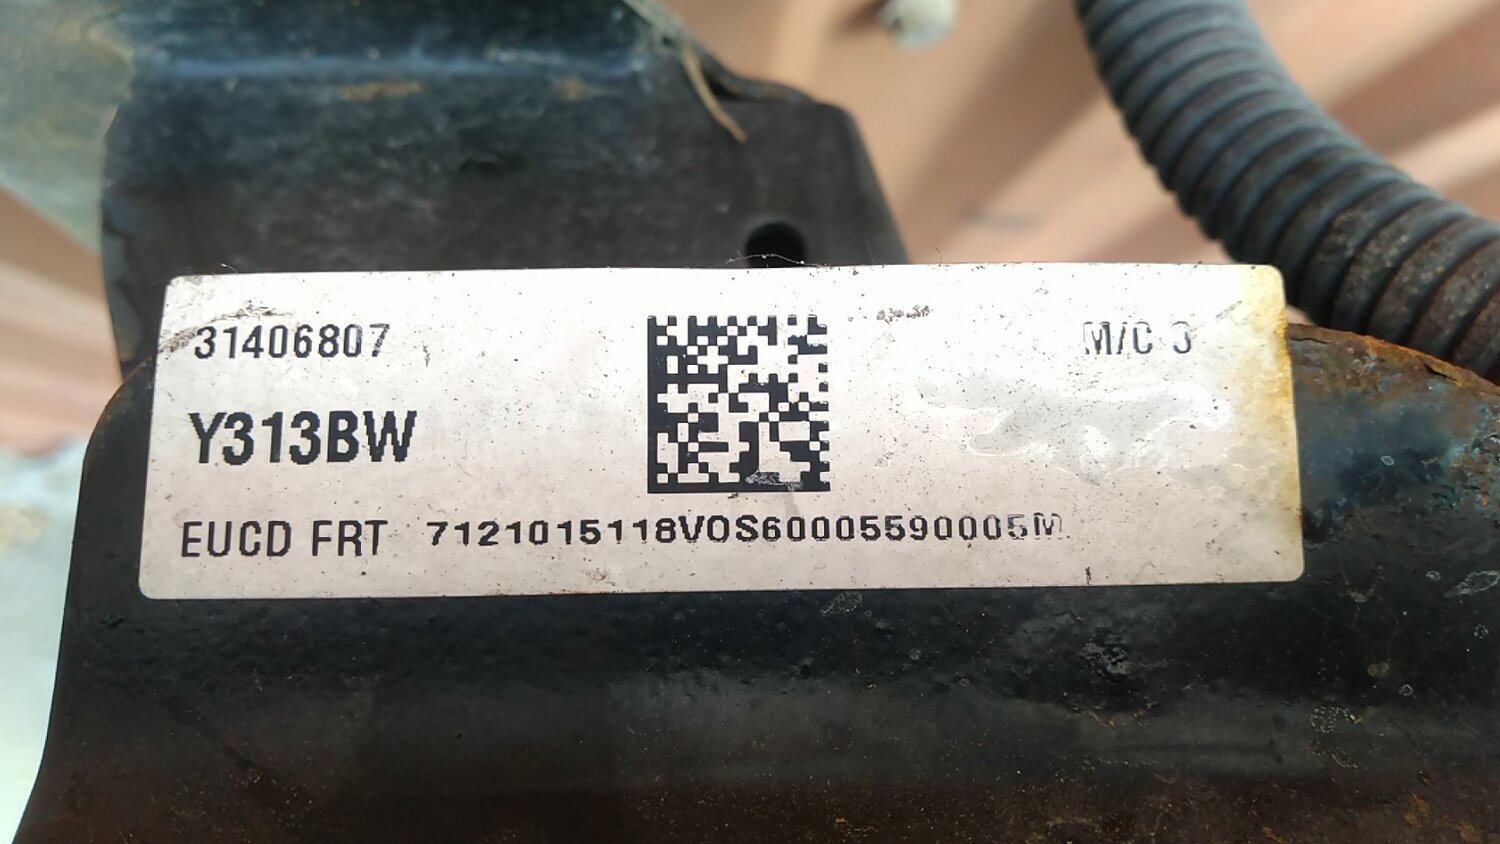 31406807
M/C 3
Y313BW
EUCD FRT 7121015118VOS60005590005M